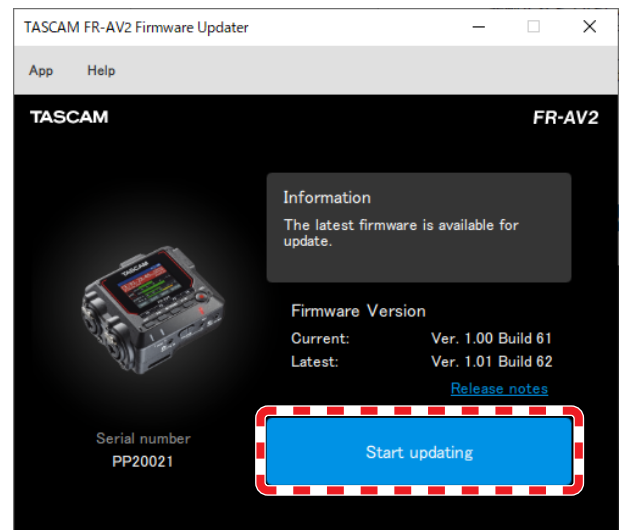 TASCAM FR-AV2 Firmware Updater
App Help
TASCAM FR-AV2
Information
The latest firmware is available for
update.
TASCAM
Firmware Version
Current: Ver. 1.00 Build 61
Latest: Ver. 1.01 Build 62
Release notes
Serial number
PP20021
Start updating